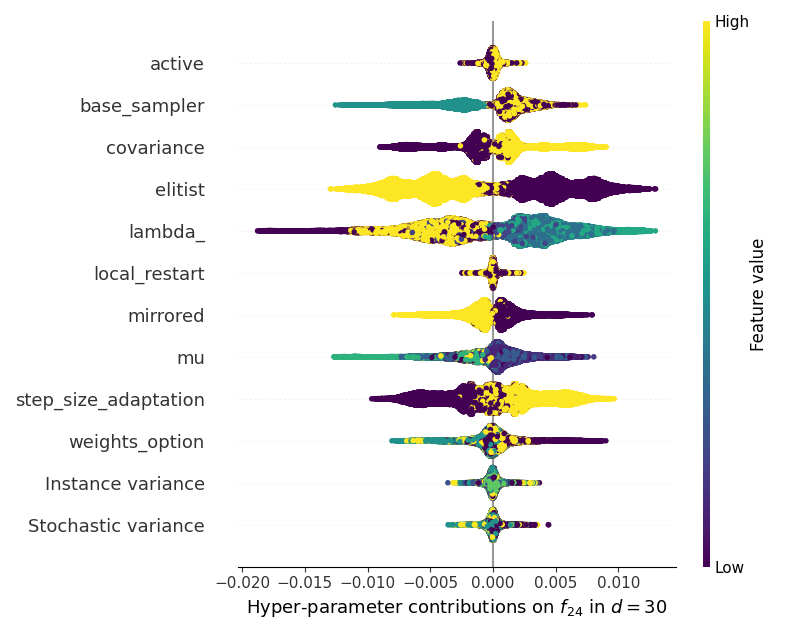 High
active
base_sampler
covariance
elitist
lambda_
local_restart
mirrored
mu
step_size_adaptation
weights_option
Instance variance
Stochastic variance
Feature value
Low
−0.020 −0.015 −0.010 −0.005 0.000 0.005 0.010
Hyper-parameter contributions on f24 in d = 30